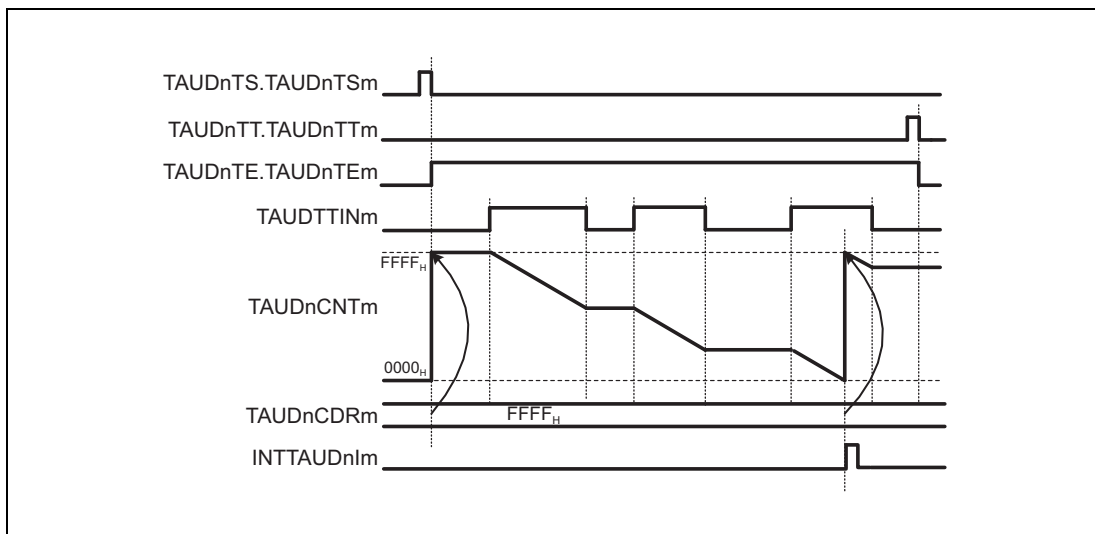 TAUDnTS.TAUDnTSm
TAUDnTT.TAUDnTTm
TAUDnTE.TAUDnTEm
TAUDTTINm
FFFFH
TAUDnCNTm
0000H
TAUDnCDRm
FFFFH
INTTAUDnIm